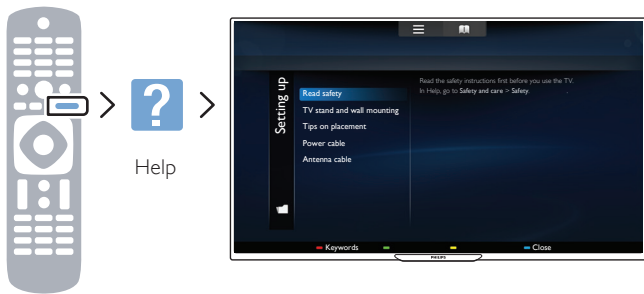 ?
Help
Setting up
Read safety
TV stand and wall mounting
Tips on placement
Power cable
Antenna cable
Read the safety instructions first before you use the TV.
In Help, go to Safety and care > Safety.
Keywords
Close
PHILIPS